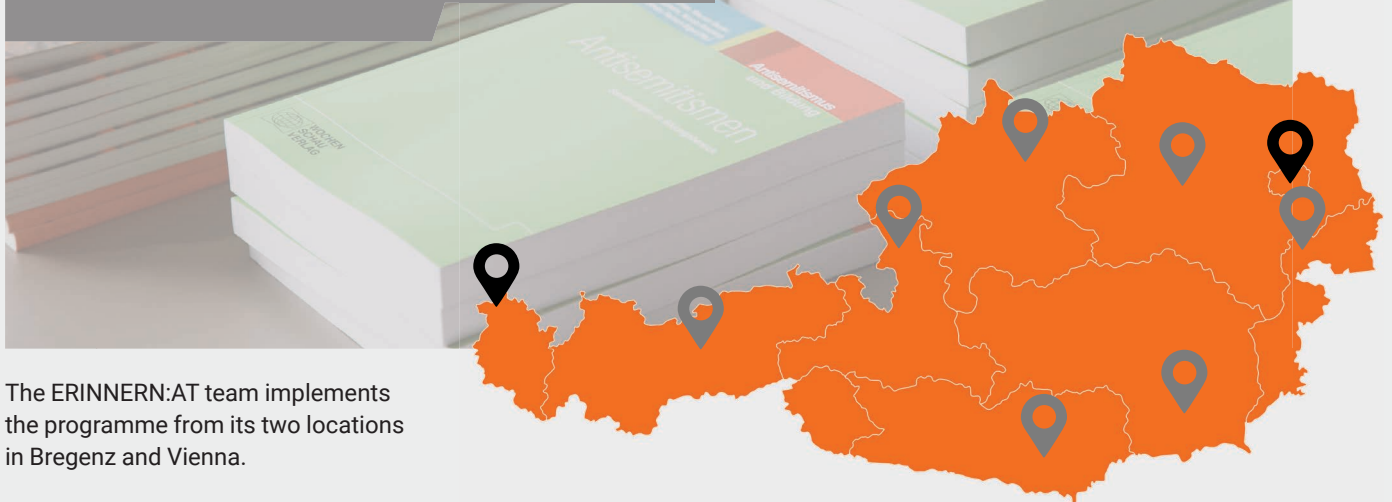 Antisemitismen
Antisemitismus
und Bildung
WOCHEN
SCHAU
VERLAG
The ERINNERN:AT team implements
the programme from its two locations
in Bregenz and Vienna.